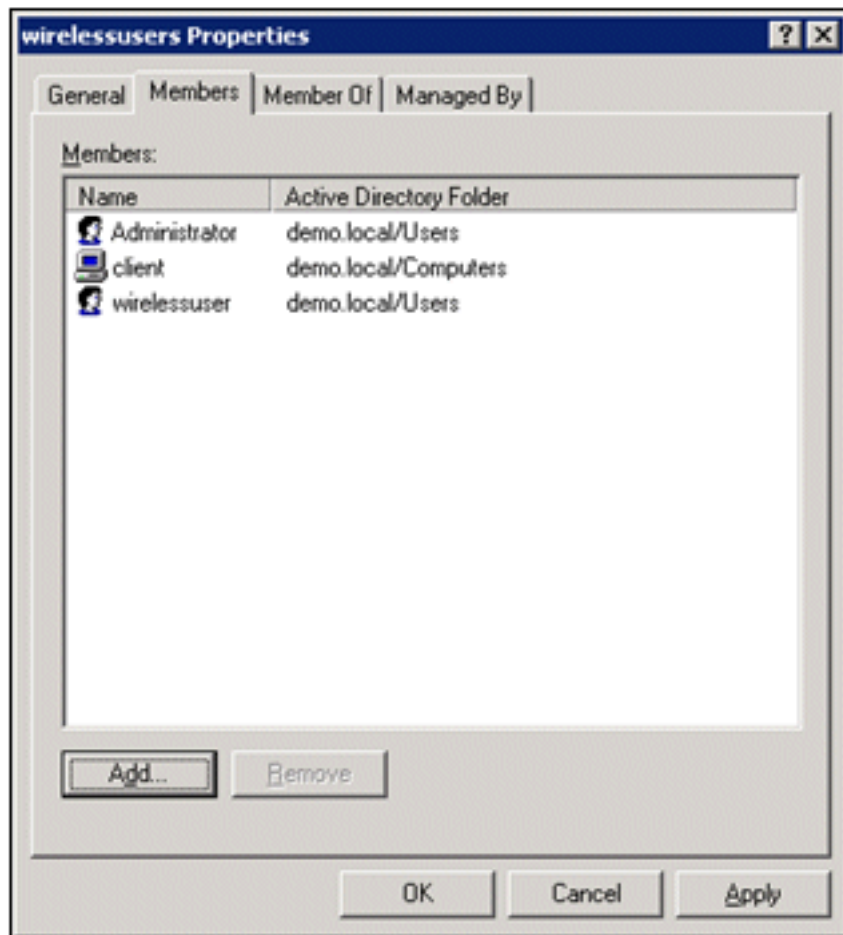 wirelessusers Properties
General Members Member Of Managed By
Members:
Name Active Directory Folder
Administrator demo.local/Users
client demo.local/Computers
wirelessuser demo.local/Users
Add... Remove
OK Cancel Apply